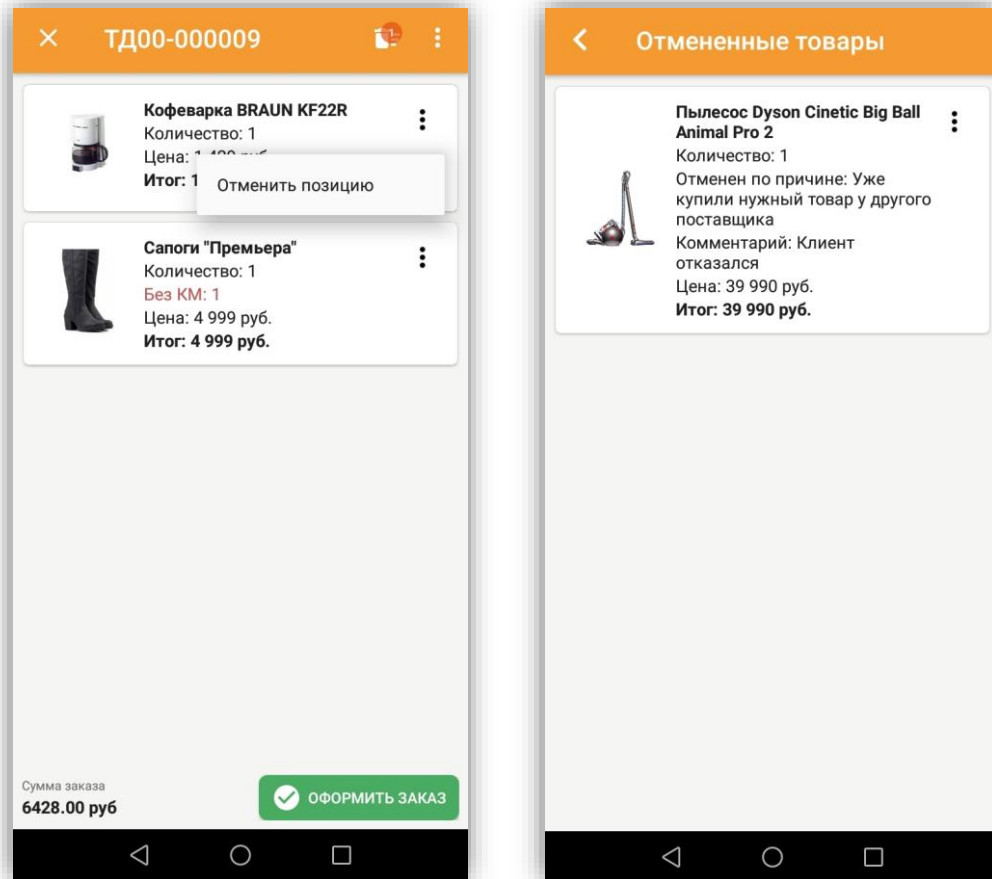 ТД00-000009
Кофеварка BRAUN KF22R
Количество: 1
Цена:
Итог: 1
Отменить позицию
Сапоги "Премьера"
Количество: 1
Без КМ: 1
Цена: 4 999 руб.
Итог: 4 999 руб.
Сумма заказа
6428.00 руб
ОФОРМИТЬ ЗАКАЗ
Отмененные товары
Пылесос Dyson Cinetic Big Ball
Animal Pro 2
Количество: 1
Отменен по причине: Уже
купили нужный товар у другого
поставщика
Комментарий: Клиент
отказался
Цена: 39 990 руб.
Итог: 39 990 руб.